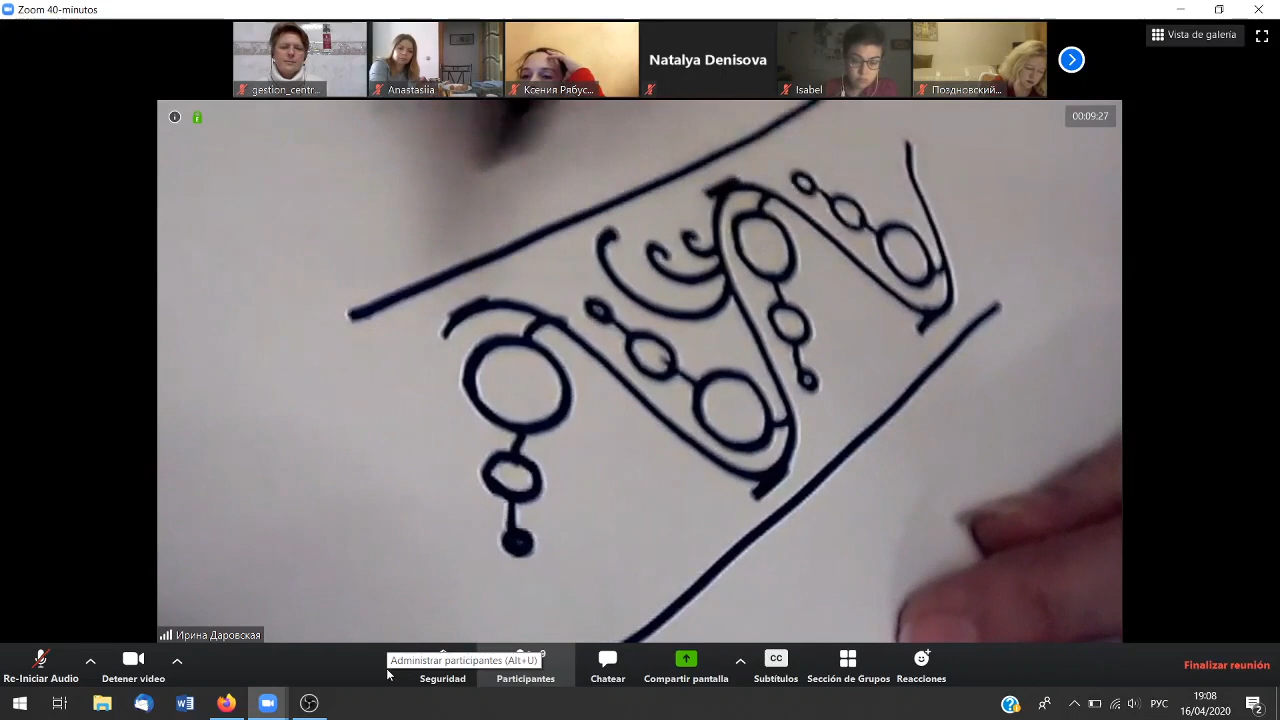 Zoom 40-minutos
Vista de galería
gestion_centr...
Anastasiia
Ксения Рябус...
Natalya Denisova
Isabel
Поздновский...
00:09:27
Ирина Даровская
Administrar participantes (Alt+U)
Re-Iniciar Audio
Detener video
Seguridad
Participantes
Chatear
Compartir pantalla
CC
Subtítulos
Sección de Grupos
Reacciones
Finalizar reunión
РУС
19:08
16/04/2020
2